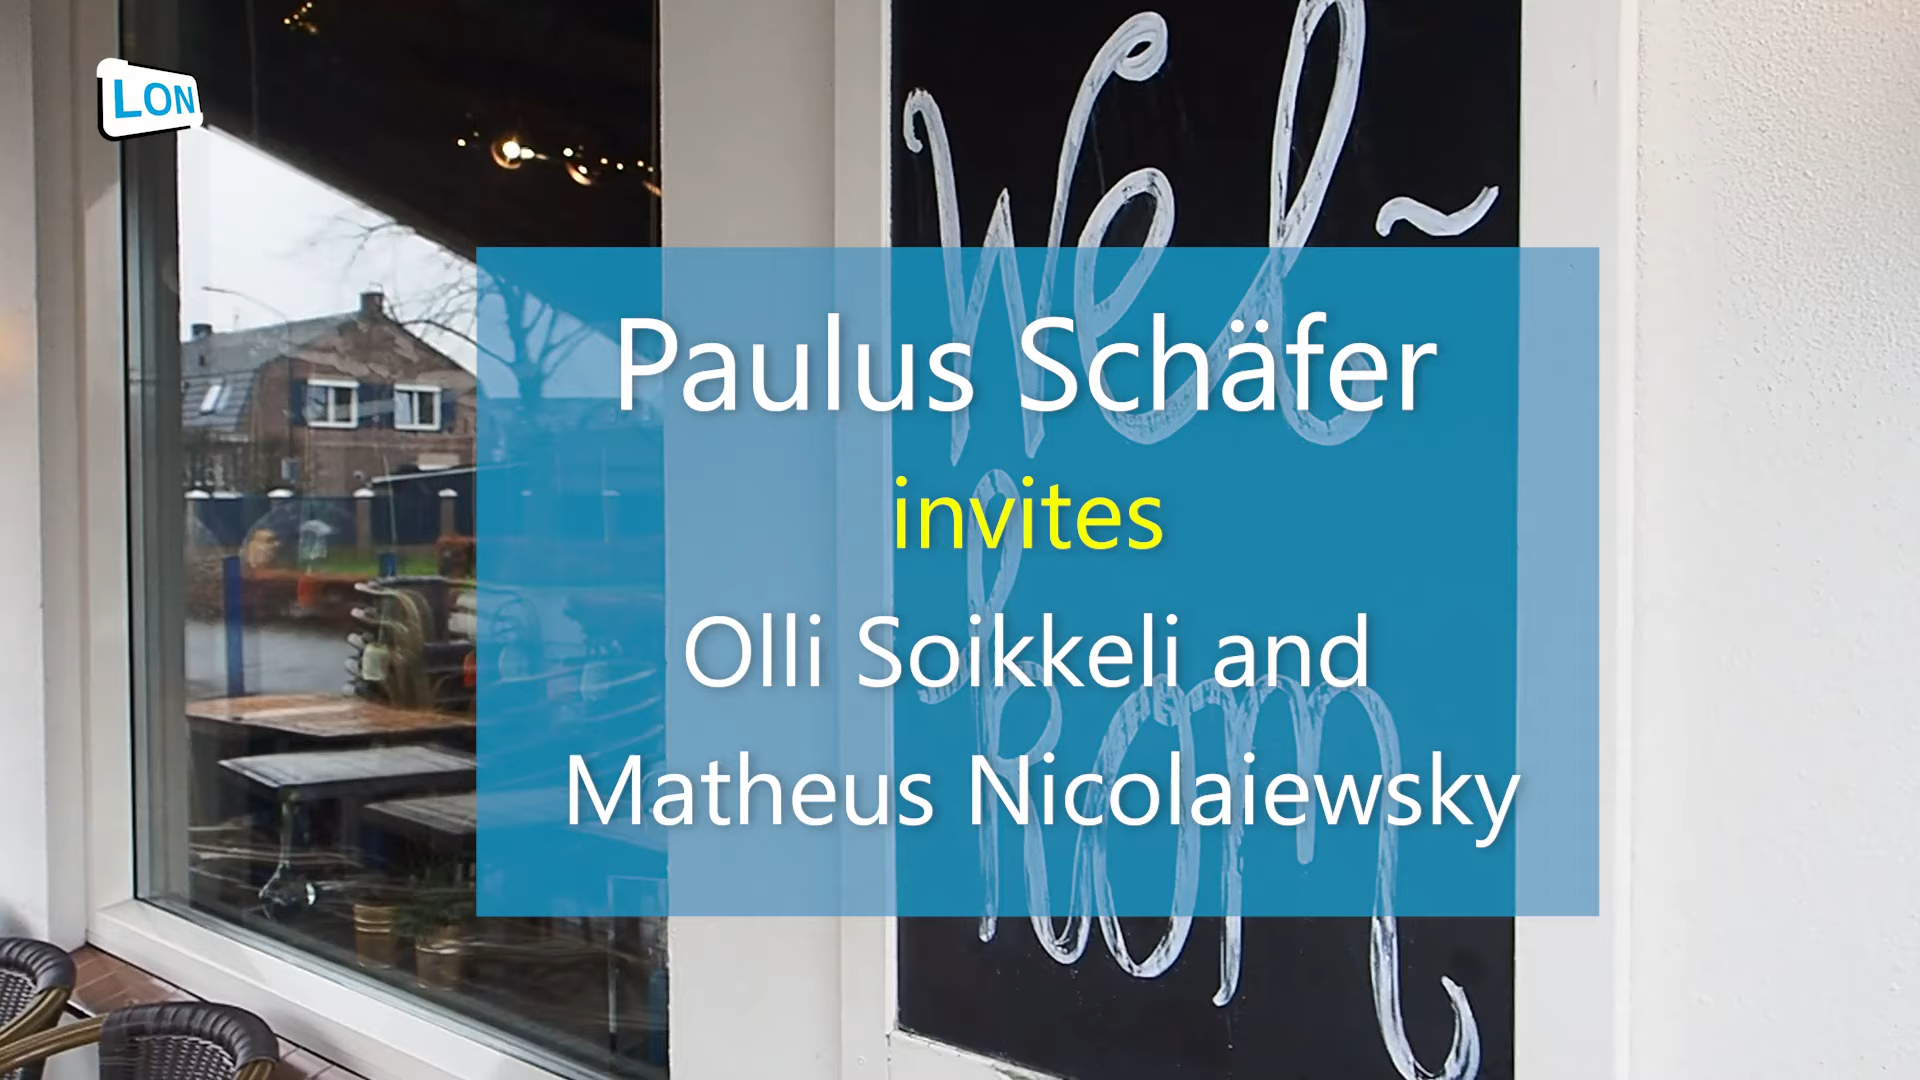 LON
Wel~
kom
Paulus Schäfer
invites
Olli Soikkeli and
Matheus Nicolaiewsky